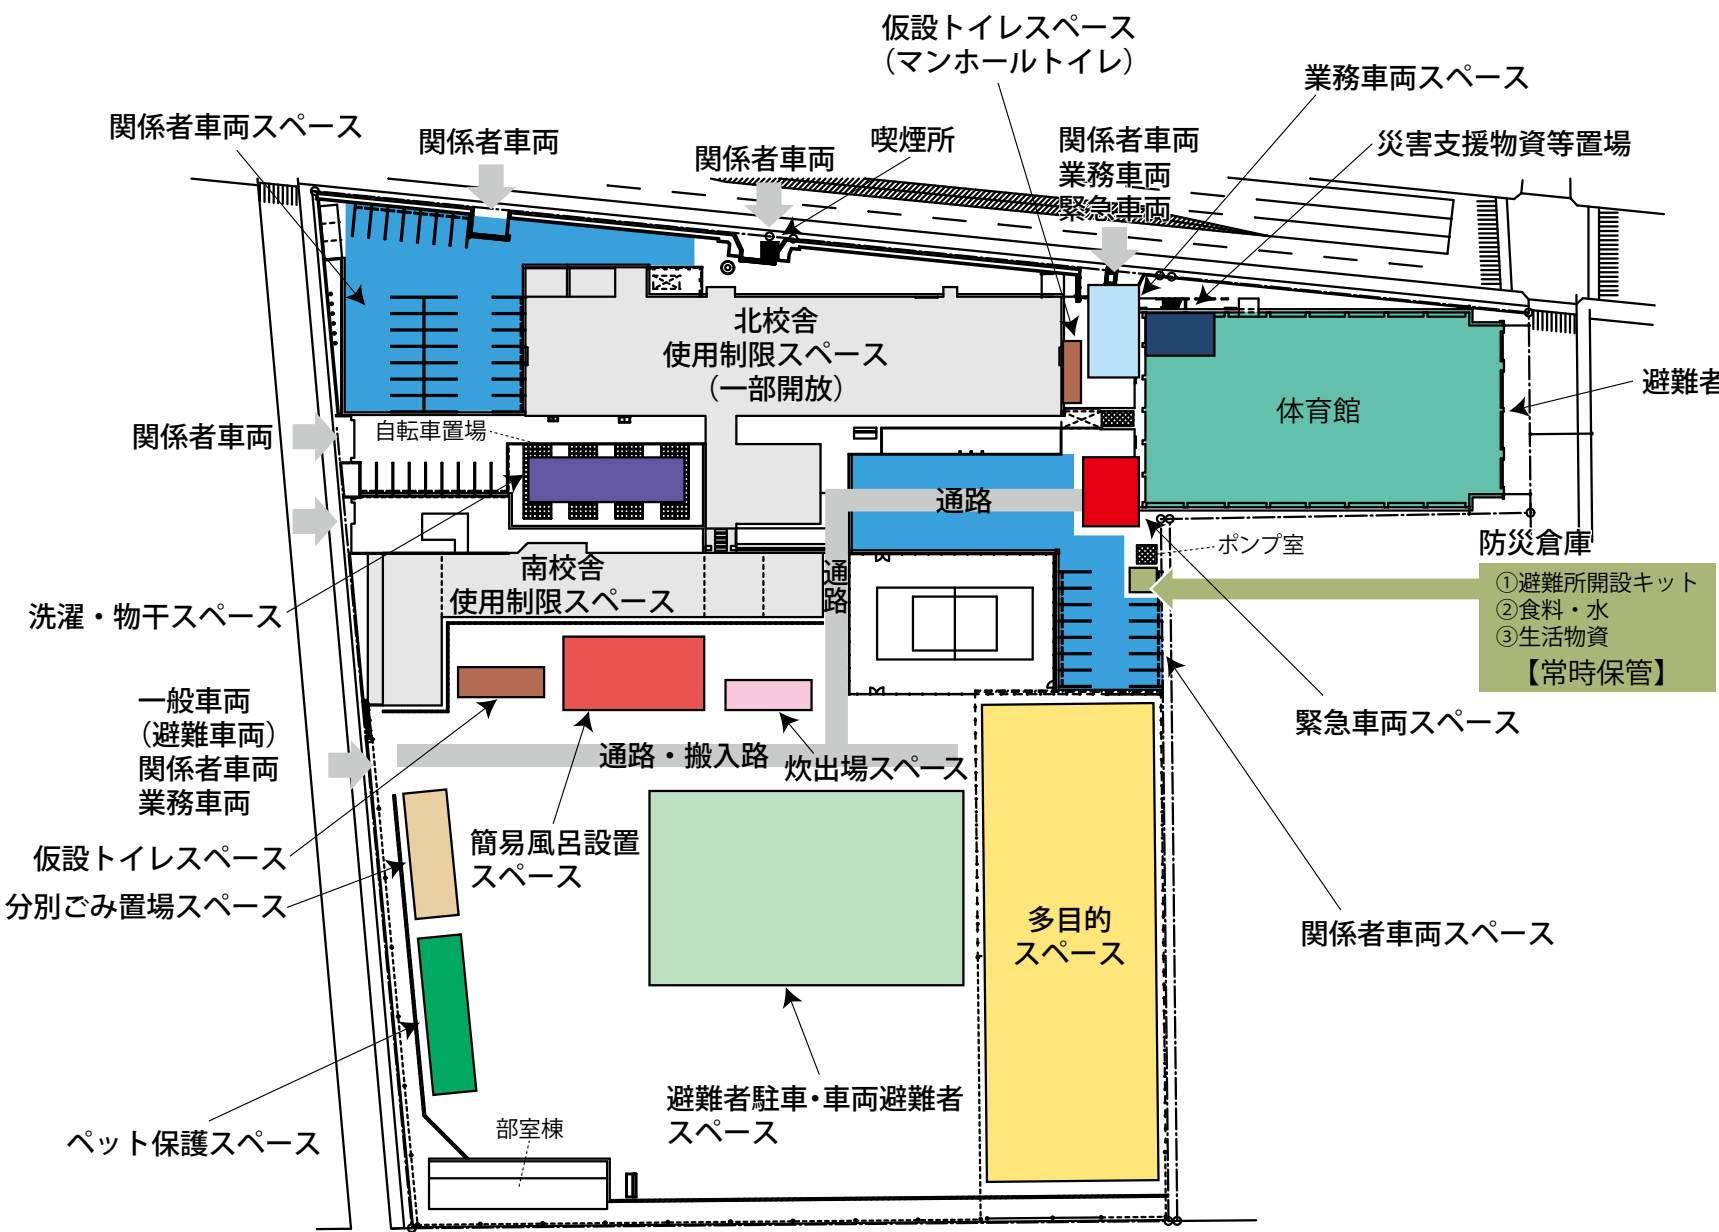 仮設トイレスペース
（マンホールトイレ）
業務車両スペース
関係者車両スペース
関係者車両
関係者車両
喫煙所
関係者車両
業務車両
緊急車両
災害支援物資等置場
北校舎
使用制限スペース
（一部開放）
体育館
避難者
関係者車両
自転車置場
通路
ポンプ室
防災倉庫
①避難所開設キット
②食料・水
③生活物資
【常時保管】
南校舎
使用制限スペース
通路
洗濯・物干スペース
一般車両
（避難車両）
関係者車両
業務車両
緊急車両スペース
通路・搬入路
炊出場スペース
仮設トイレスペース
簡易風呂設置
スペース
分別ごみ置場スペース
多目的
スペース
関係者車両スペース
避難者駐車・車両避難者
スペース
ペット保護スペース
部室棟